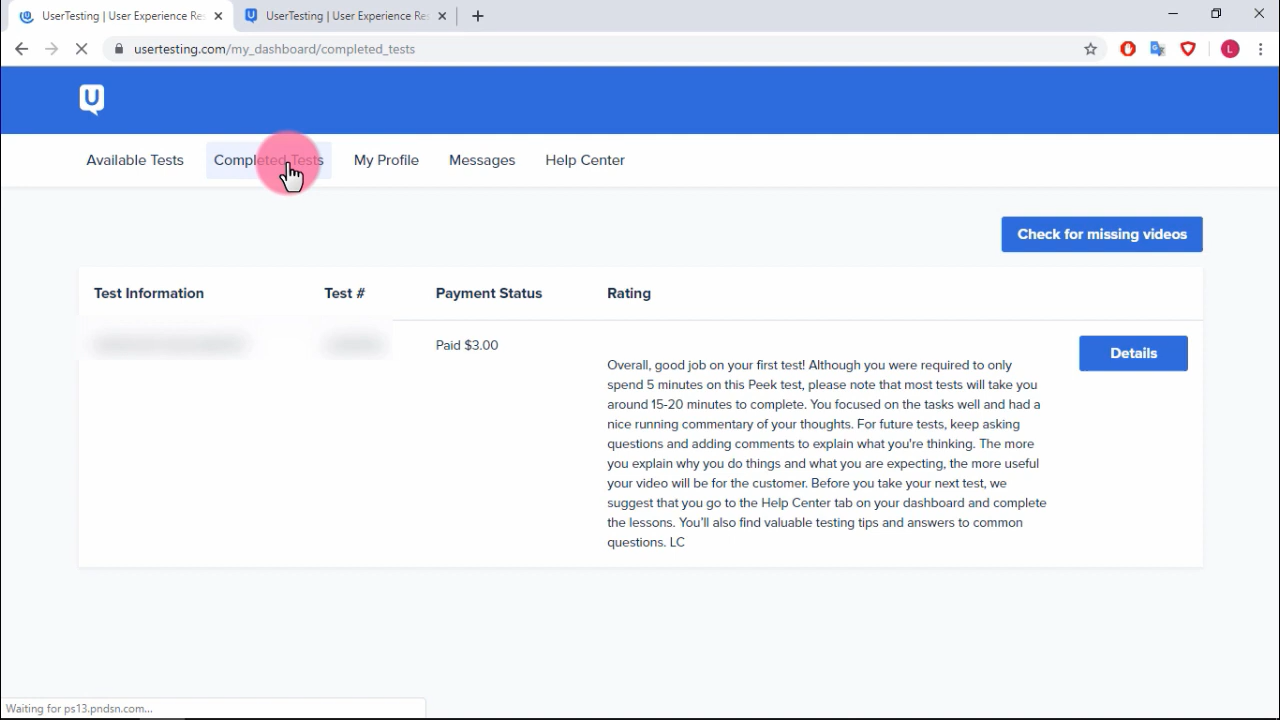 UserTesting | User Experience Re
UserTesting | User Experience Re
usertesting.com/my_dashboard/completed_tests
L
U
Available Tests
Completed Tests
My Profile
Messages
Help Center
Check for missing videos
Test Information
Test #
Payment Status
Rating
Paid $3.00
Details
Overall, good job on your first test! Although you were required to only
spend 5 minutes on this Peek test, please note that most tests will take you
around 15-20 minutes to complete. You focused on the tasks well and had a
nice running commentary of your thoughts. For future tests, keep asking
questions and adding comments to explain what you're thinking. The more
you explain why you do things and what you are expecting, the more useful
your video will be for the customer. Before you take your next test, we
suggest that you go to the Help Center tab on your dashboard and complete
the lessons. You'll also find valuable testing tips and answers to common
questions. LC
Waiting for ps13.pndsn.com...